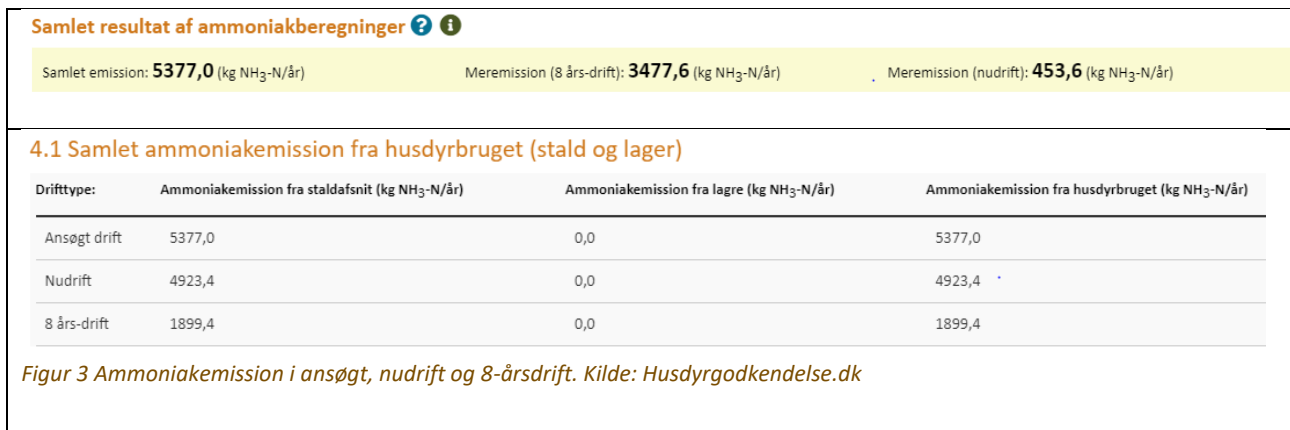 Samlet resultat af ammoniakberegninger ? i
Samlet emission: 5377,0 (kg NH3-N/år) Meremission (8 års-drift): 3477,6 (kg NH3-N/år) Meremission (nudrift): 453,6 (kg NH3-N/år)
4.1 Samlet ammoniakemission fra husdyrbruget (stald og lager)
Drifttype: Ammoniakemission fra staldafsnit (kg NH3-N/år) Ammoniakemission fra lagre (kg NH3-N/år) Ammoniakemission fra husdyrbruget (kg NH3-N/år)
Ansøgt drift 5377,0 0,0 5377,0
Nudrift 4923,4 0,0 4923,4
8 års-drift 1899,4 0,0 1899,4
Figur 3 Ammoniakemission i ansøgt, nudrift og 8-årsdrift. Kilde: Husdyrgodkendelse.dk